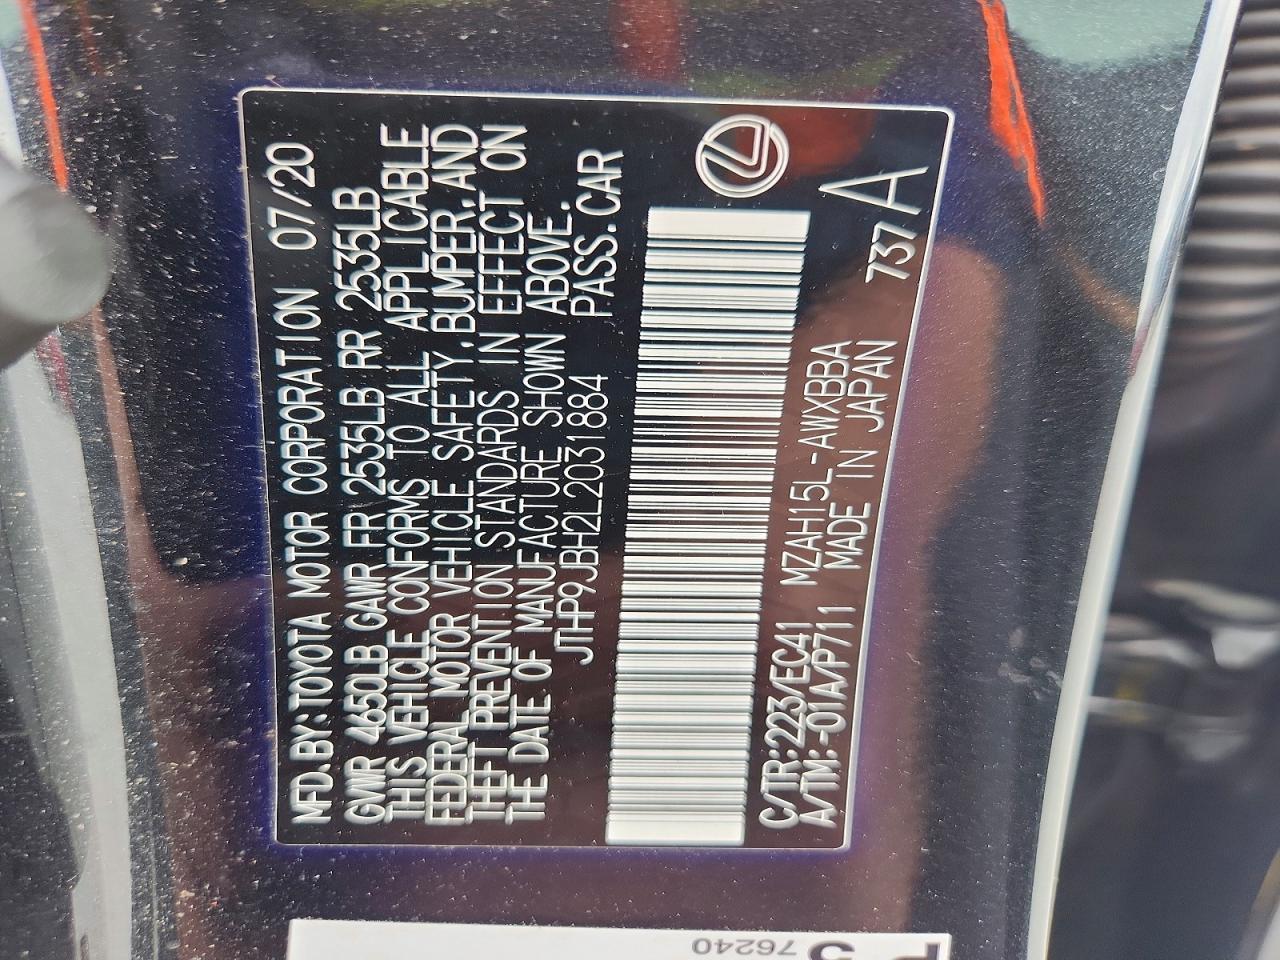 MFD.BY:TOYOTA MOTOR CORPORATION 07/20
GVWR 4650LB GAWR FR 2535LB RR 2535LB
THIS VEHICLE CONFORMS TO ALL APPLICABLE
FEDERAL MOTOR VEHICLE SAFETY,BUMPER,AND
THEFT PREVENTION STANDARDS IN EFFECT ON
THE DATE OF MANUFACTURE SHOWN ABOVE.
JTHP9JBH2L2031884 PASS.CAR
C/TR:223/EC41 MZAH15L-AWXBBA
A/TM:-01A/P711 MADE IN JAPAN 737A
76240